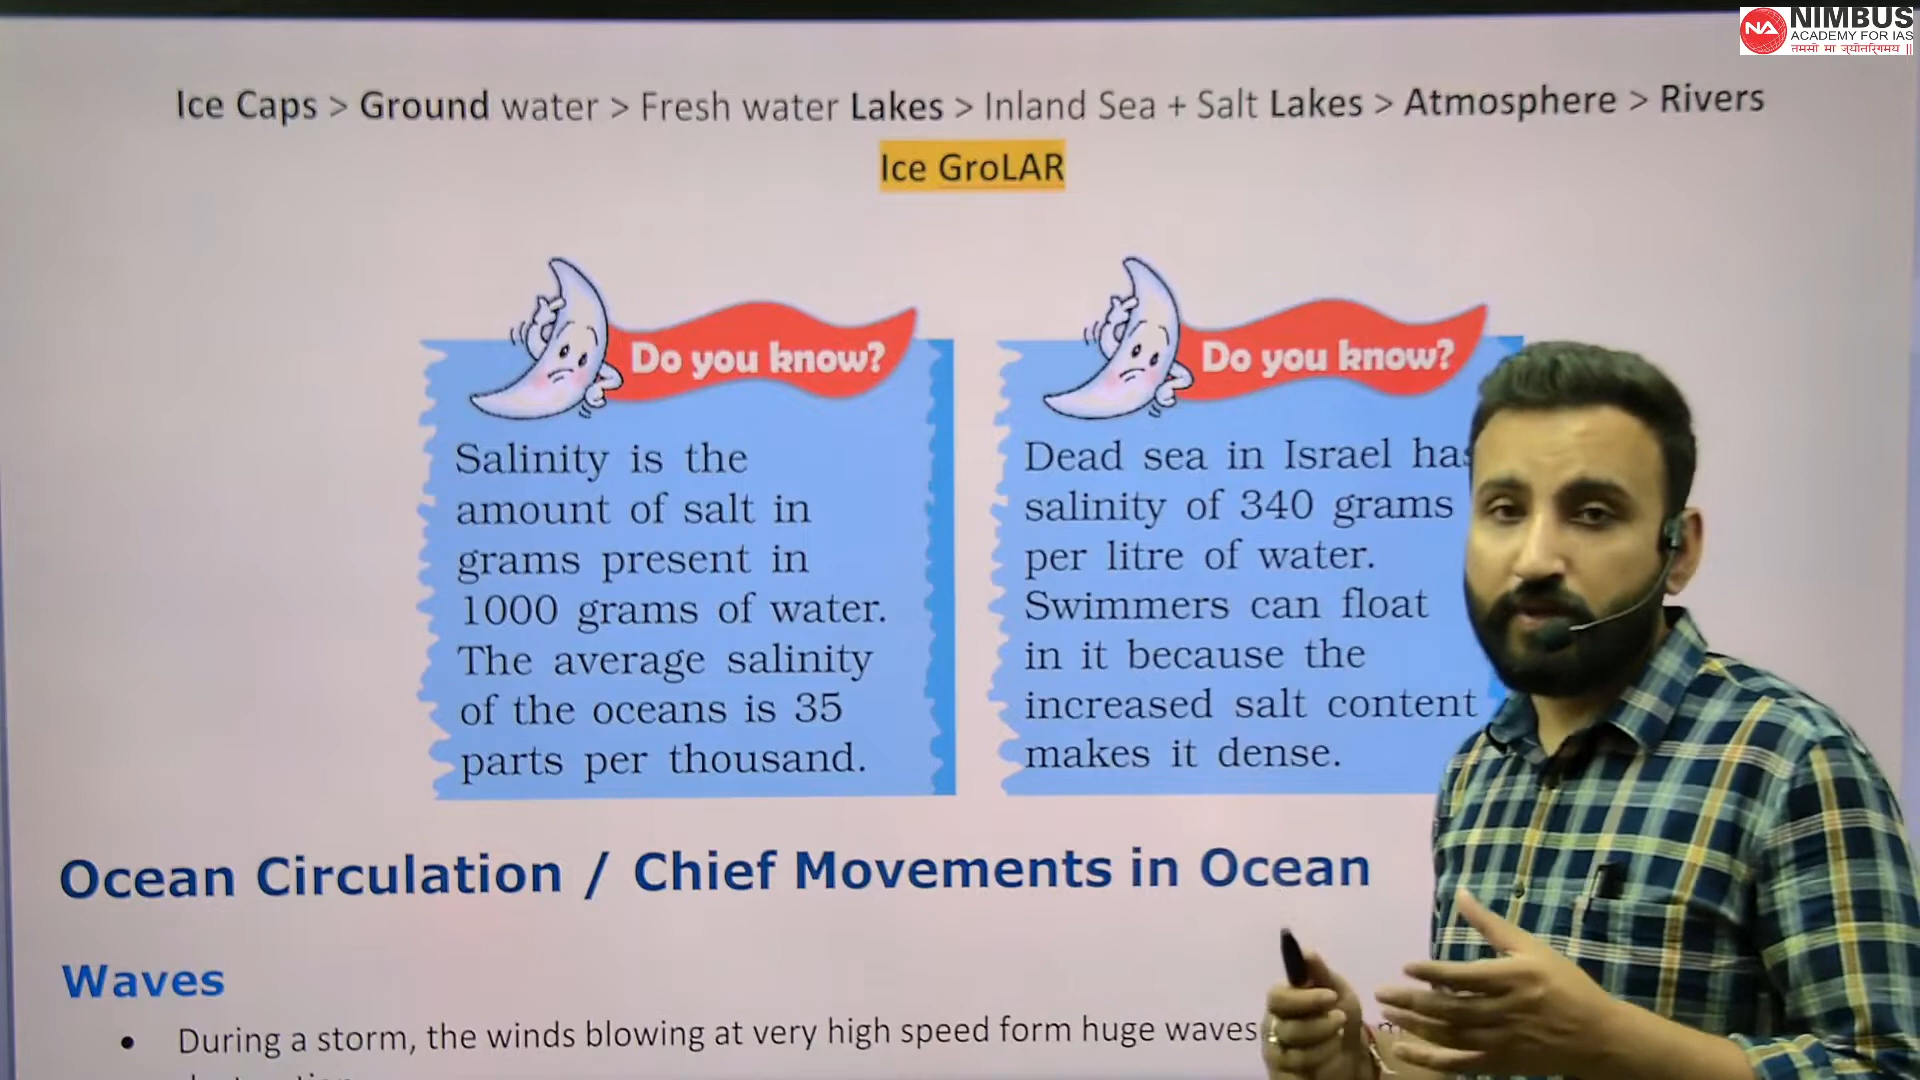 NIMBUS
ACADEMY FOR IAS
तमसो मा ज्योतिर्गमय ||
Ice Caps > Ground water > Fresh water Lakes > Inland Sea + Salt Lakes > Atmosphere > Rivers
Ice GroLAR
Do you know?
Salinity is the
amount of salt in
grams present in
1000 grams of water.
The average salinity
of the oceans is 35
parts per thousand.
Do you know?
Dead sea in Israel has
salinity of 340 grams
per litre of water.
Swimmers can float
in it because the
increased salt content
makes it dense.
Ocean Circulation / Chief Movements in Ocean
Waves
• During a storm, the winds blowing at very high speed form huge waves